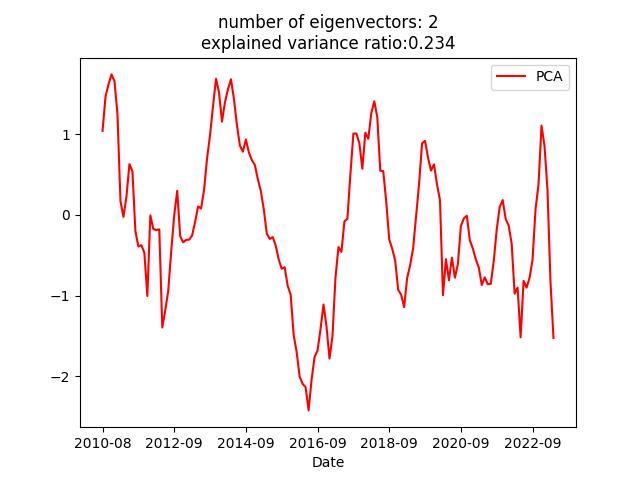 number of eigenvectors: 2
explained variance ratio:0.234
PCA
1
0
−1
−2
2010-08 2012-09 2014-09 2016-09 2018-09 2020-09 2022-09
Date